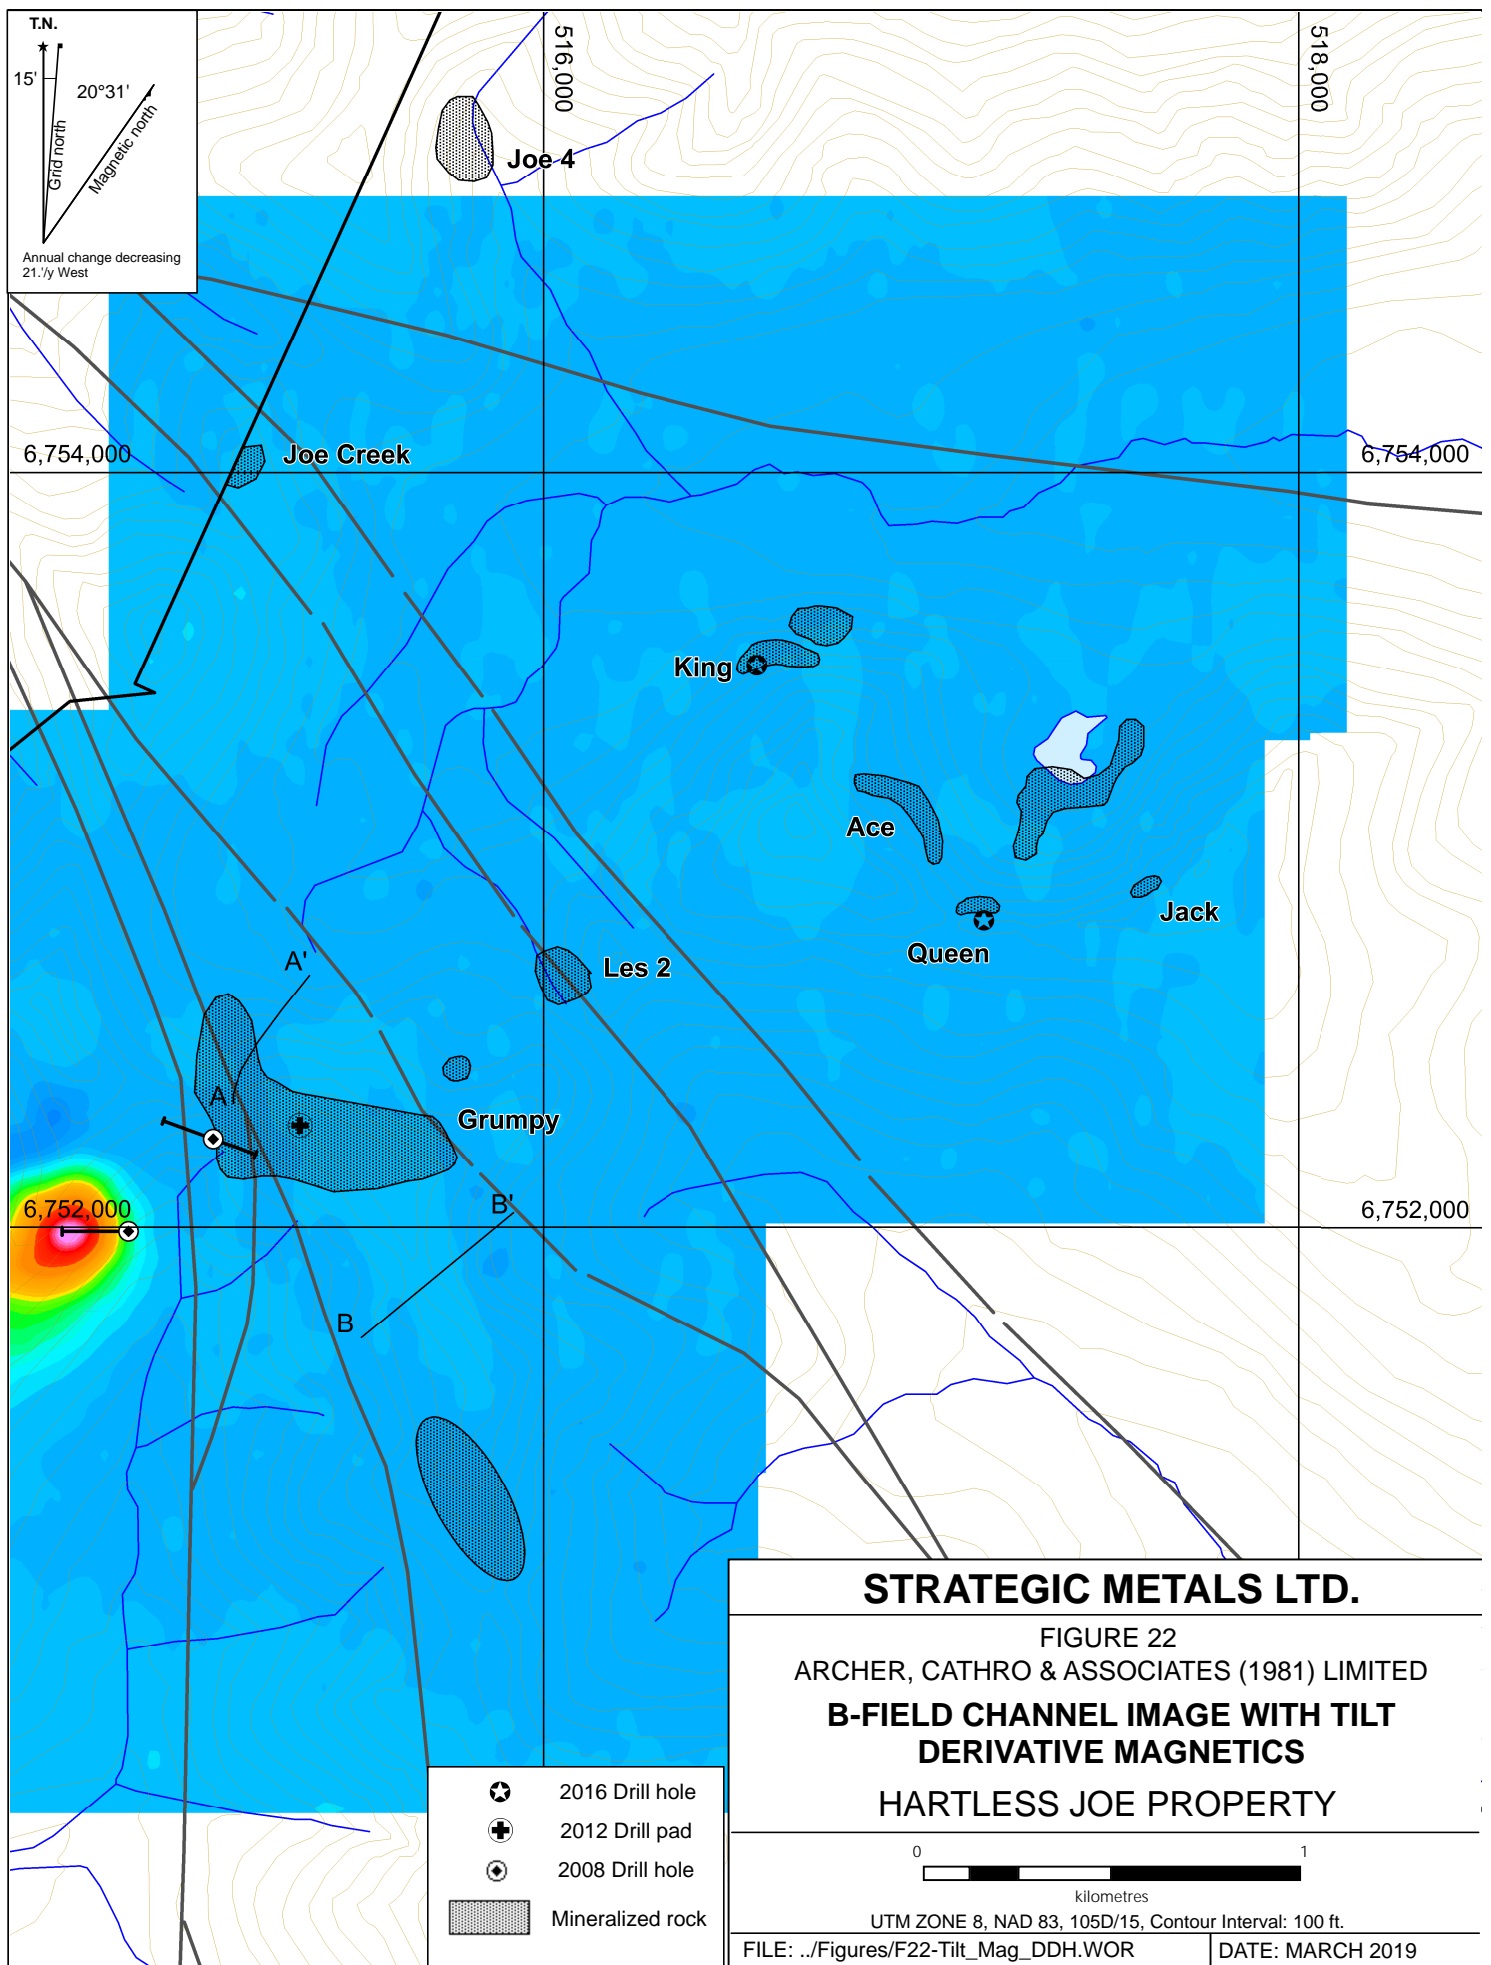 T.N.
15'
20°31'
Grid north
Magnetic north
Annual change decreasing
21.'/y West
516,000
518,000
Joe 4
6,754,000
Joe Creek
6,754,000
King
Ace
Jack
Queen
Les 2
A'
A
Grumpy
6,752,000
B'
6,752,000
B
STRATEGIC METALS LTD.
FIGURE 22
ARCHER, CATHRO & ASSOCIATES (1981) LIMITED
B-FIELD CHANNEL IMAGE WITH TILT
DERIVATIVE MAGNETICS
HARTLESS JOE PROPERTY
0 1
kilometres
UTM ZONE 8, NAD 83, 105D/15, Contour Interval: 100 ft.
FILE: ../Figures/F22-Tilt_Mag_DDH.WOR
DATE: MARCH 2019
2016 Drill hole
2012 Drill pad
2008 Drill hole
Mineralized rock